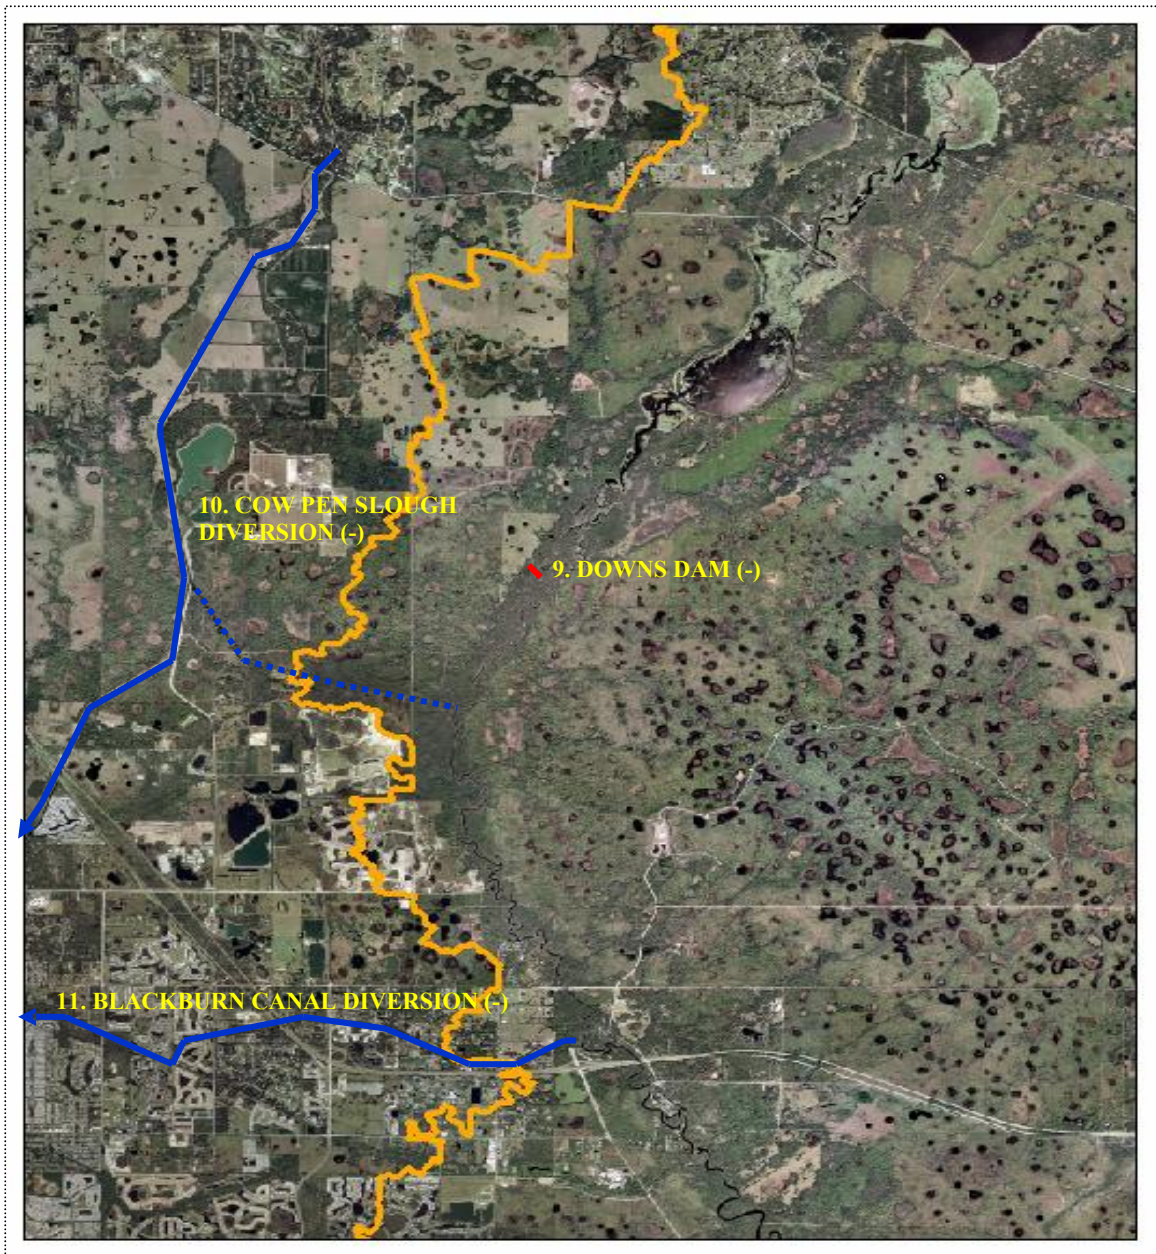 10. COW PEN SLOUGH
DIVERSION (-)
9. DOWNS DAM (-)
11. BLACKBURN CANAL DIVERSION (-)